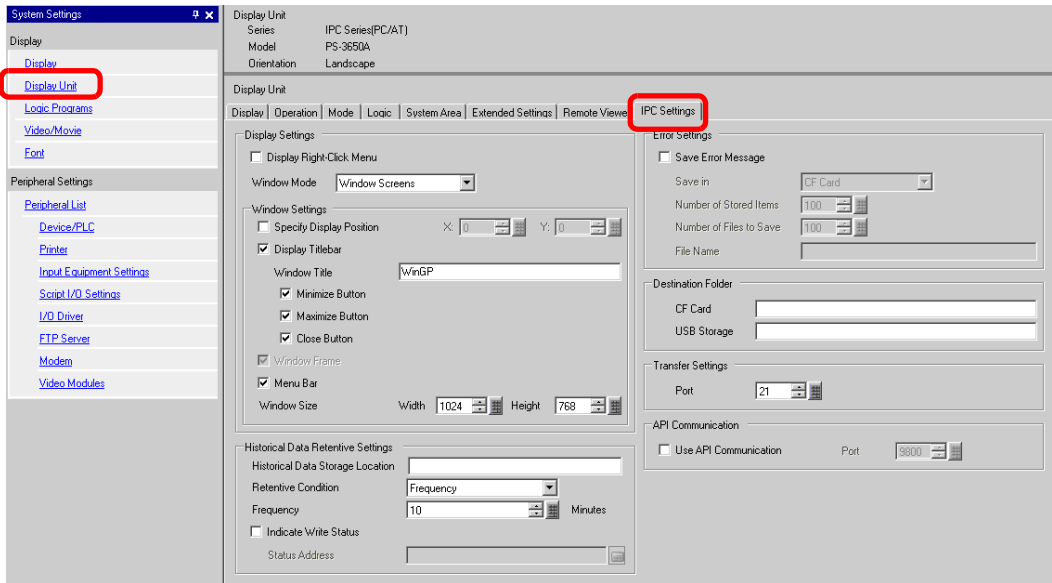 System Settings
Display
Display
Display Unit
Logic Programs
Video/Movie
Font
Peripheral Settings
Peripheral List
Device/PLC
Printer
Input Equipment Settings
Script I/O Settings
I/O Driver
FTP Server
Modem
Video Modules
Display Unit
Series IPC Series(PC/AT)
Model PS-3650A
Orientation Landscape
Display Unit
Display Operation Mode Logic System Area Extended Settings Remote Viewer IPC Settings
Display Settings
Display Right-Click Menu
Window Mode Window Screens
Window Settings
Specify Display Position X: 0 Y: 0
Display Titlebar
Window Title WinGP
Minimize Button
Maximize Button
Close Button
Window Frame
Menu Bar
Window Size Width 1024 Height 768
Historical Data Retentive Settings
Historical Data Storage Location
Retentive Condition Frequency
Frequency 10 Minutes
Indicate Write Status
Status Address
Error Settings
Save Error Message
Save in CF Card
Number of Stored Items 100
Number of Files to Save 100
File Name
Destination Folder
CF Card
USB Storage
Transfer Settings
Port 21
API Communication
Use API Communication Port 9800